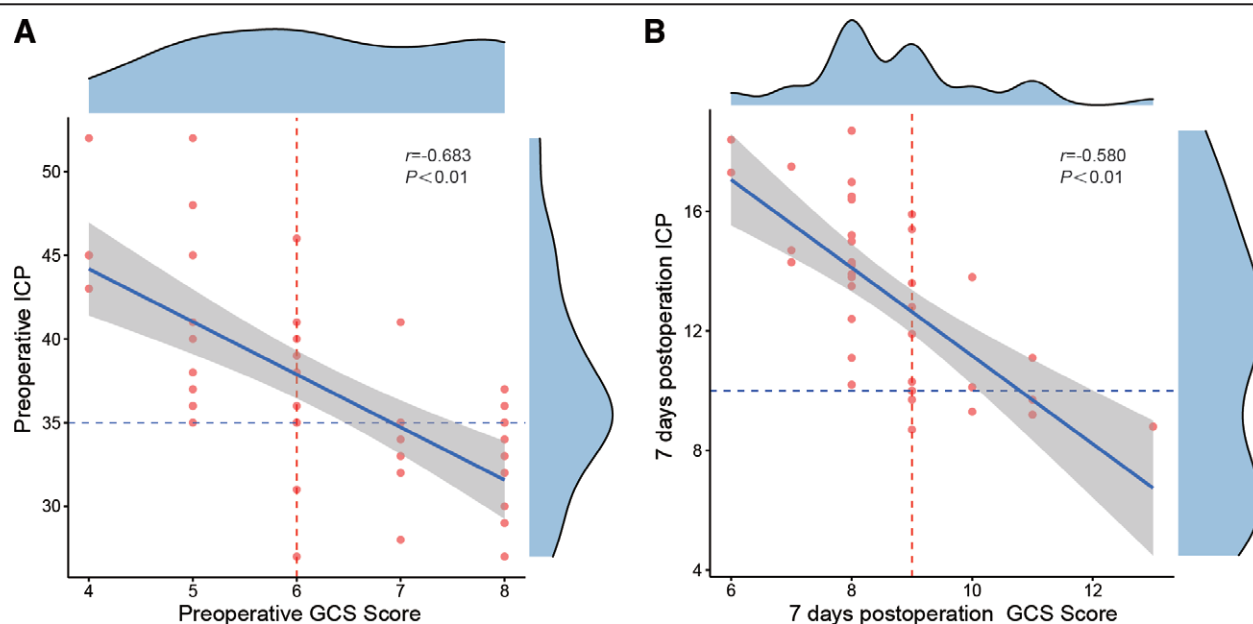 A
r=-0.683
P<0.01
Preoperative ICP
50
45
40
35
30
4 5 6 7 8
Preoperative GCS Score
B
r=-0.580
P<0.01
7 days postoperation ICP
16
12
8
4
6 8 10 12
7 days postoperation GCS Score